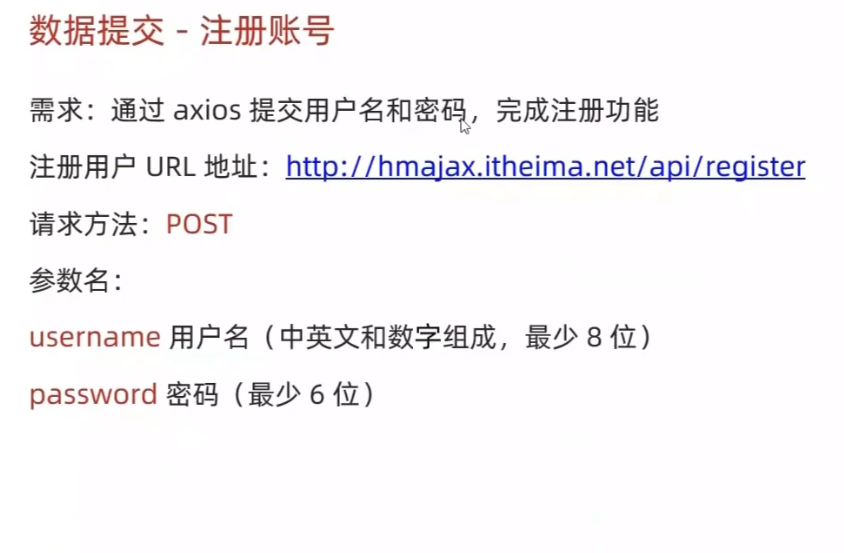 数据提交 - 注册账号
需求：通过 axios 提交用户名和密码，完成注册功能
注册用户 URL 地址：http://hmajax.itheima.net/api/register
请求方法：POST
参数名：
username 用户名（中英文和数字组成，最少 8 位）
password 密码（最少 6 位）